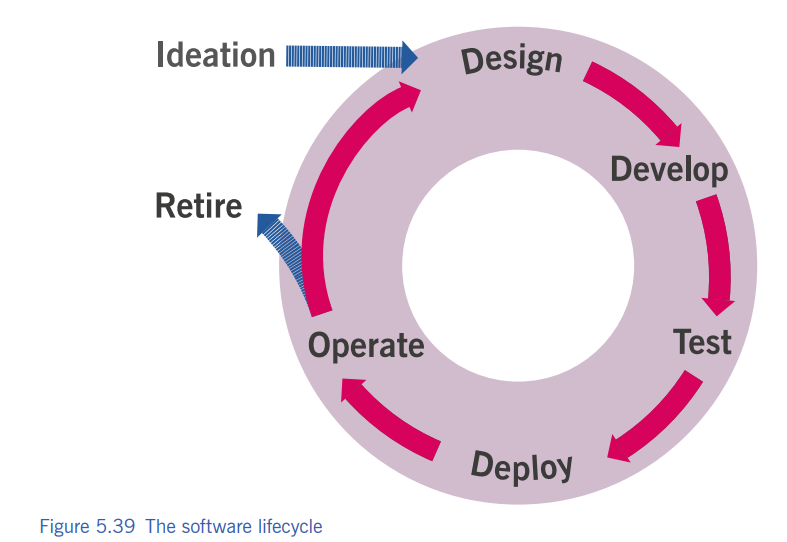 Ideation
Design
Develop
Retire
Operate
Test
Deploy
Figure 5.39 The software lifecycle